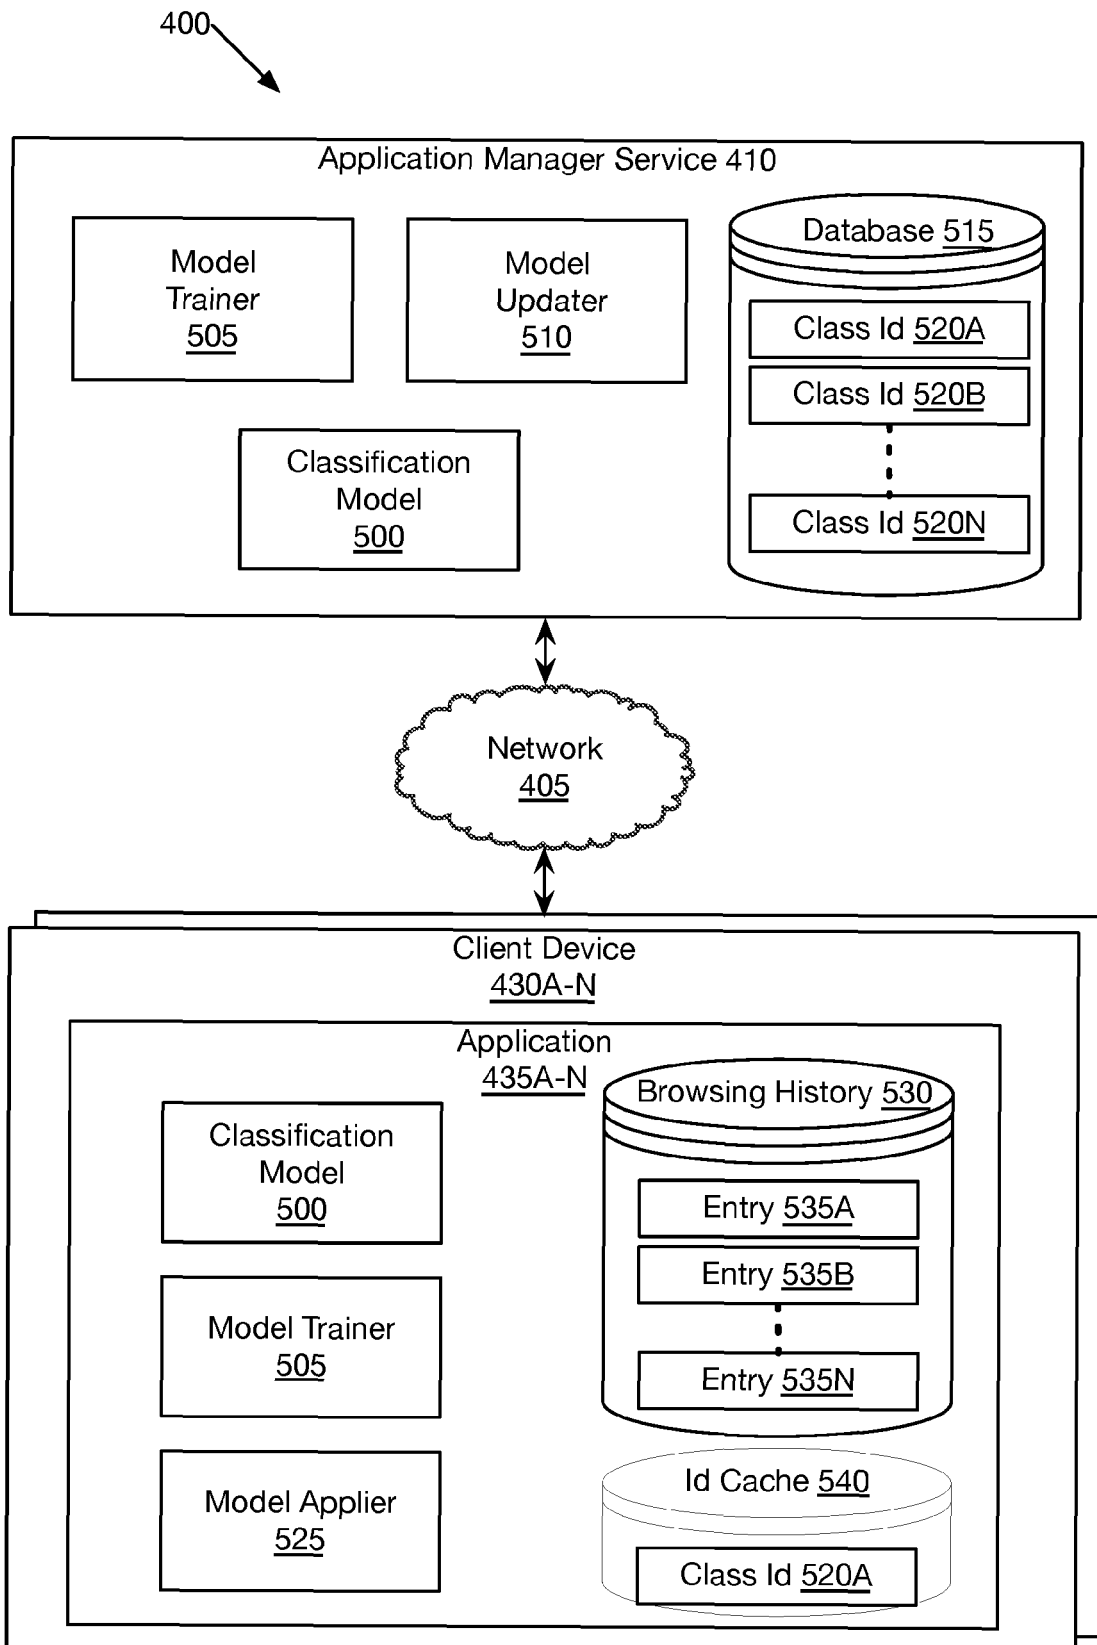 400
Application Manager Service 410
Model
Trainer
505
Model
Updater
510
Database 515
Class Id 520A
Class Id 520B
Class Id 520N
Classification
Model
500
Network
405
Client Device
430A-N
Application
435A-N
Classification
Model
500
Model Trainer
505
Model Applier
525
Browsing History 530
Entry 535A
Entry 535B
Entry 535N
Id Cache 540
Class Id 520A